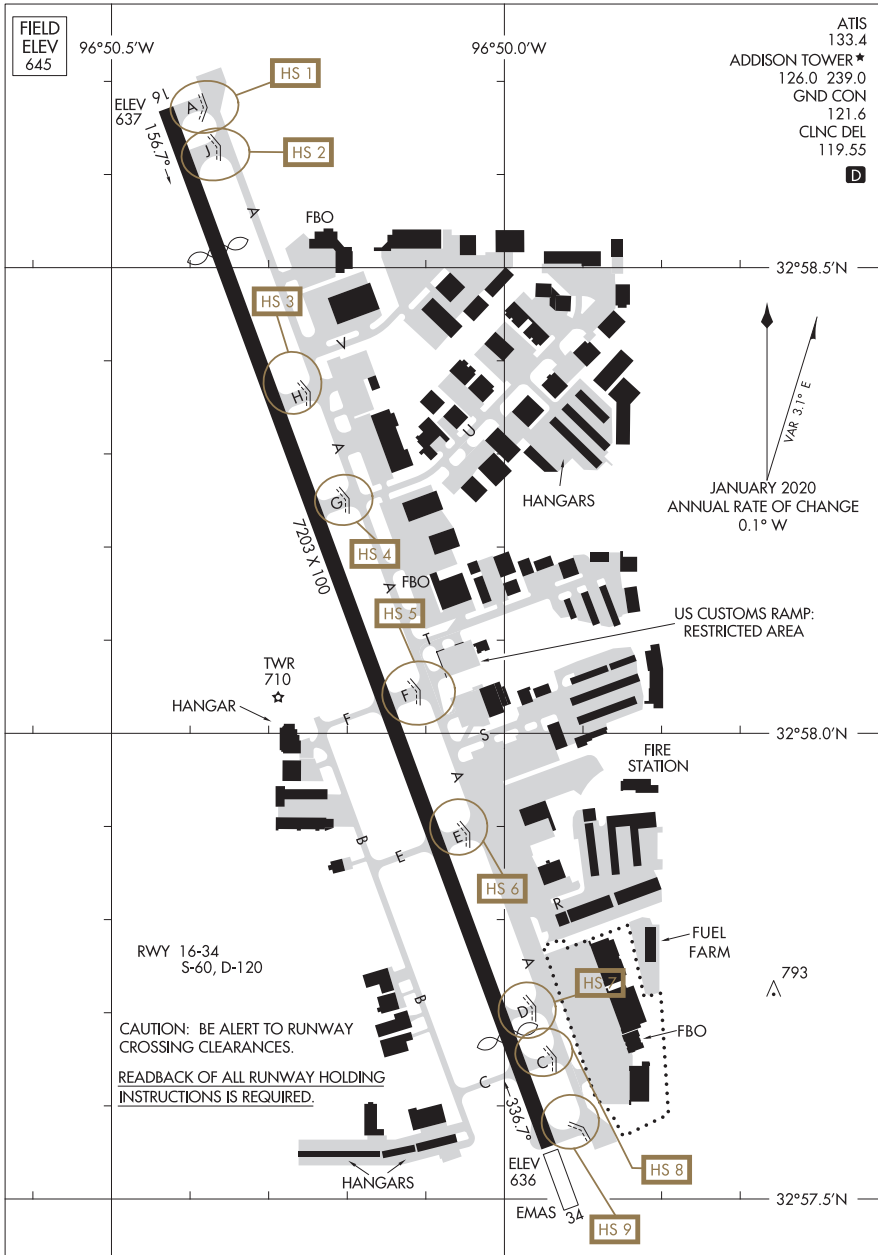 FIELD
ELEV
645
96°50.5'W
96°50.0'W
ATIS
133.4
ADDISON TOWER★
126.0 239.0
GND CON
121.6
CLNC DEL
119.55
D
HS 1
16
ELEV
637
A
156.7°
J
HS 2
A
FBO
32°58.5'N
HS 3
V
H
VAR 3.1° E
A
U
G
HANGARS
JANUARY 2020
ANNUAL RATE OF CHANGE
0.1° W
7203 X 100
HS 4
A
FBO
HS 5
T
US CUSTOMS RAMP:
RESTRICTED AREA
TWR
710
F
HANGAR
F
S
32°58.0'N
FIRE
STATION
A
B
E
E
HS 6
R
FUEL
FARM
RWY 16-34
S-60, D-120
A
HS 7
793
B
D
FBO
CAUTION: BE ALERT TO RUNWAY
CROSSING CLEARANCES.
C
C
READBACK OF ALL RUNWAY HOLDING
INSTRUCTIONS IS REQUIRED.
336.7°
HANGARS
ELEV
636
HS 8
EMAS
34
HS 9
32°57.5'N